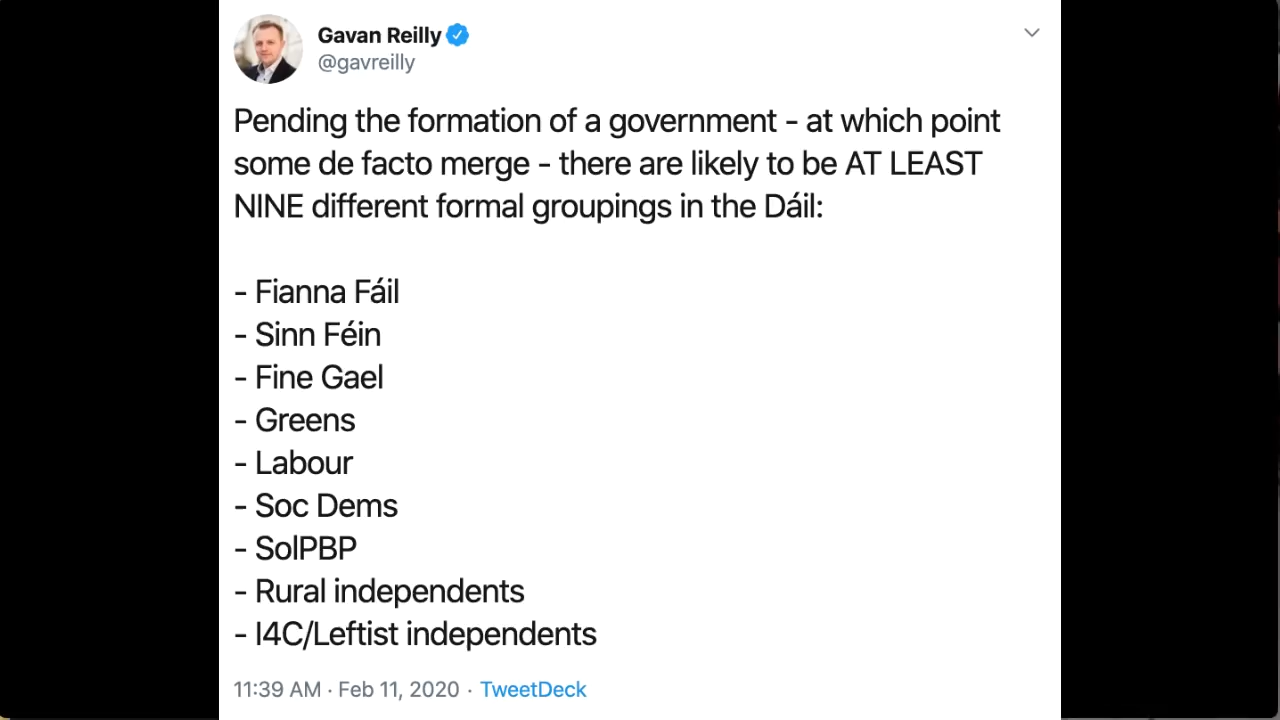 Gavan Reilly
@gavreilly
Pending the formation of a government - at which point
some de facto merge - there are likely to be AT LEAST
NINE different formal groupings in the Dáil:
- Fianna Fáil
- Sinn Féin
- Fine Gael
- Greens
- Labour
- Soc Dems
- SolPBP
- Rural independents
- I4C/Leftist independents
11:39 AM · Feb 11, 2020 · TweetDeck